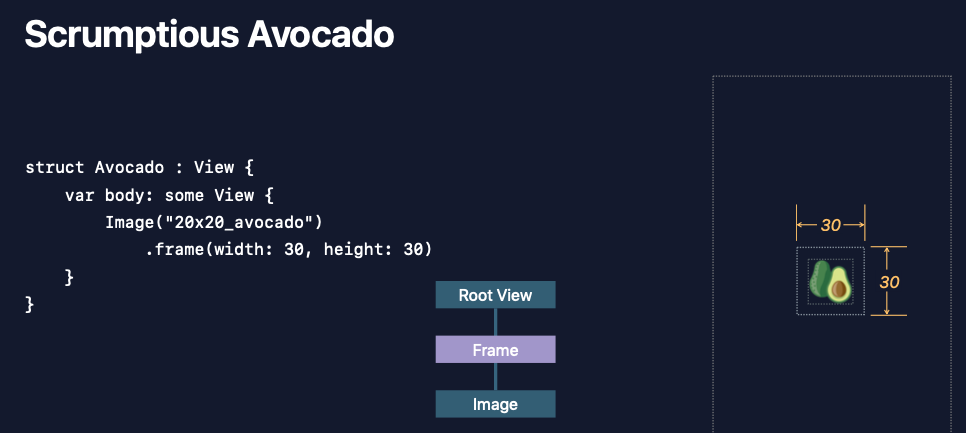 Scrumptious Avocado
struct Avocado : View {
    var body: some View {
        Image("20x20_avocado")
            .frame(width: 30, height: 30)
    }
}
Root View
Frame
Image
30
30